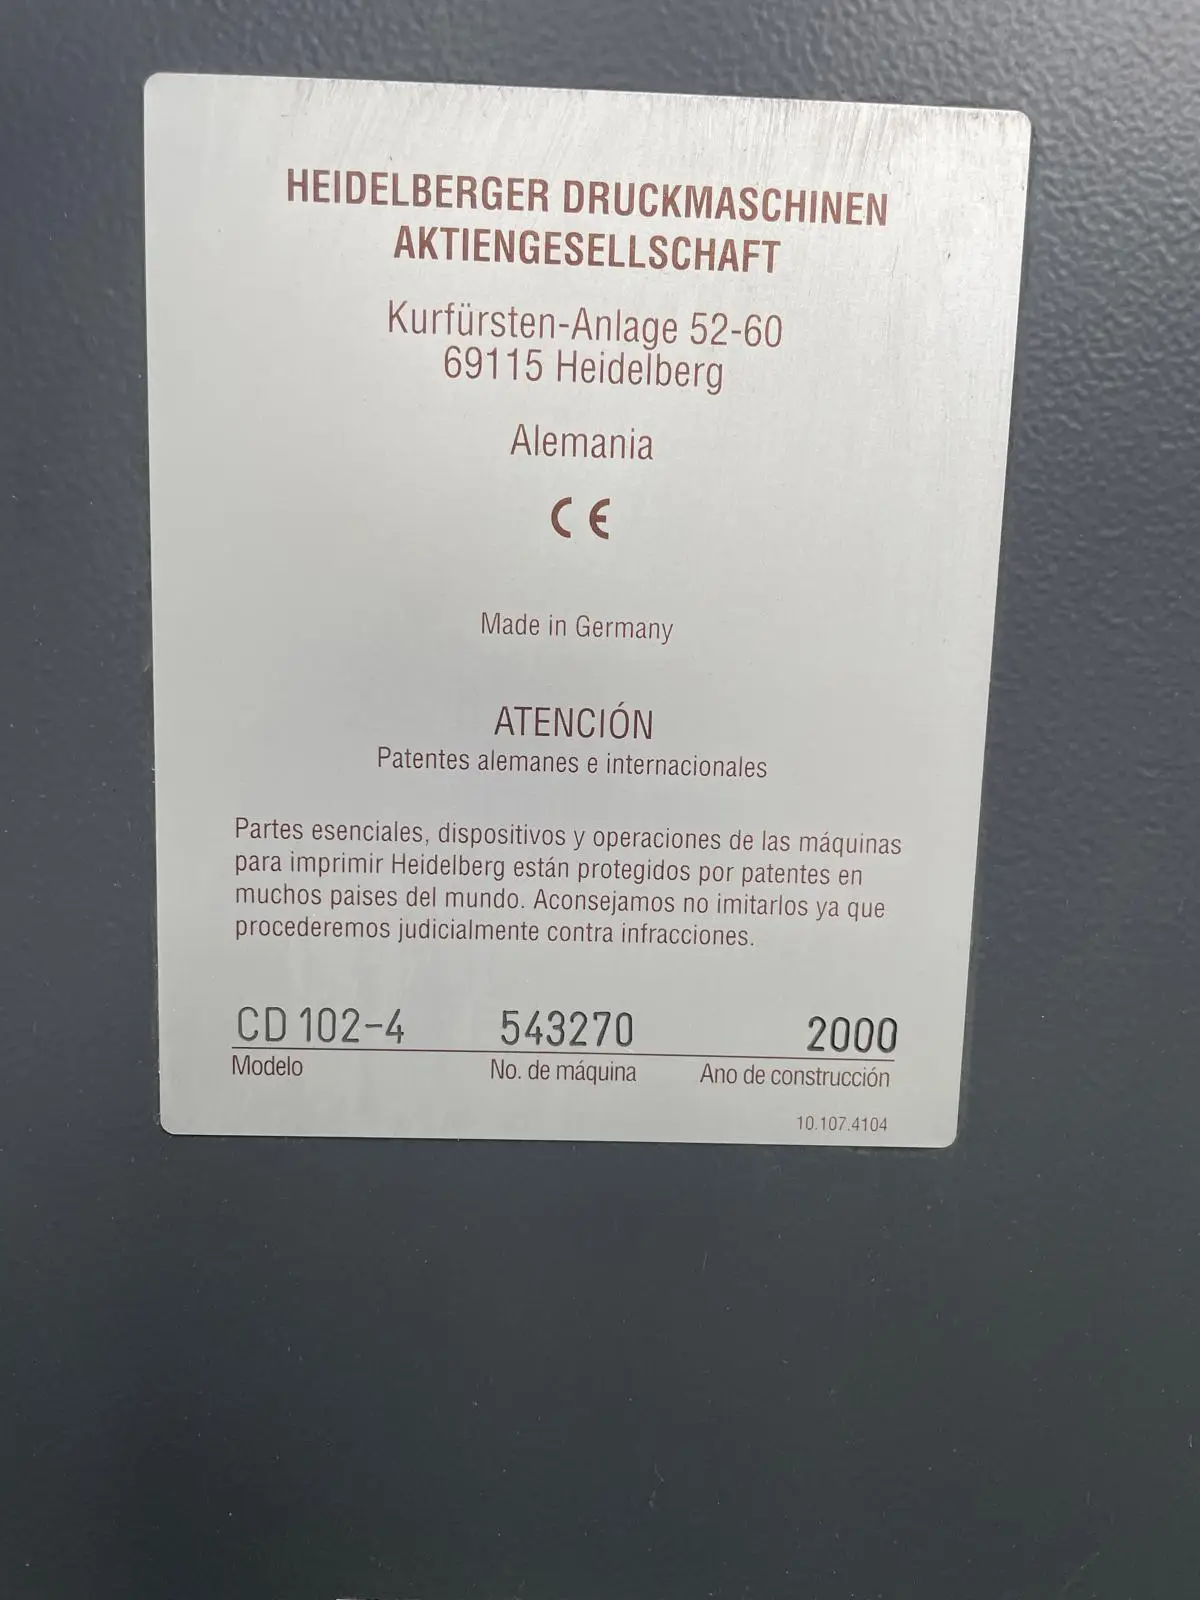 HEIDELBERGER DRUCKMASCHINEN
AKTIENGESELLSCHAFT
Kurfürsten-Anlage 52-60
69115 Heidelberg
Alemania
CE
Made in Germany
ATENCIÓN
Patentes alemanes e internacionales
Partes esenciales, dispositivos y operaciones de las máquinas
para imprimir Heidelberg están protegidos por patentes en
muchos paises del mundo. Aconsejamos no imitarlos ya que
procederemos judicialmente contra infracciones.
CD 102-4 543270 2000
Modelo No. de máquina Ano de construcción
10.107.4104